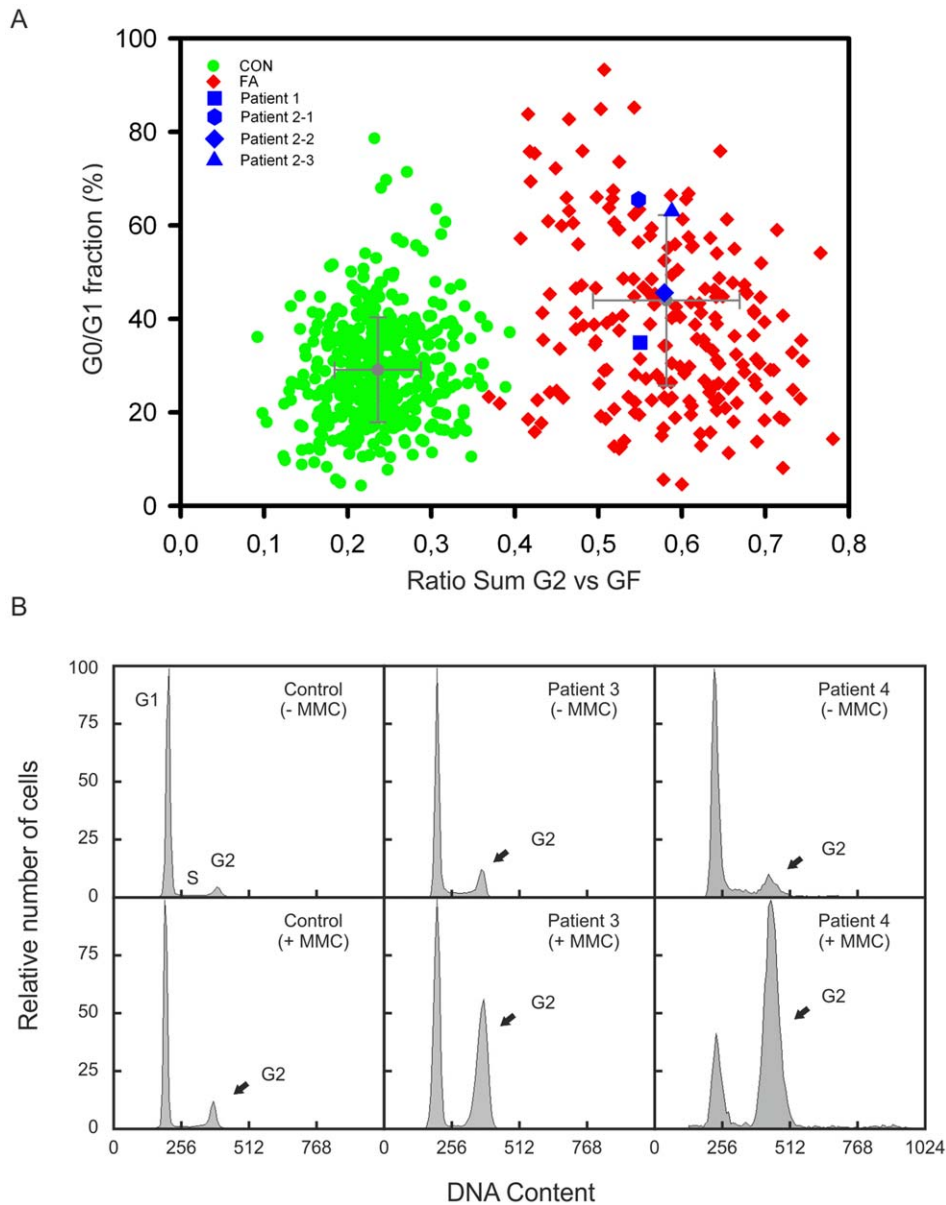 A
G0/G1 fraction (%)
100
80
60
40
20
0
CON
FA
Patient 1
Patient 2-1
Patient 2-2
Patient 2-3
0,0 0,1 0,2 0,3 0,4 0,5 0,6 0,7 0,8
Ratio Sum G2 vs GF
B
Relative number of cells
100
75
50
25
0
G1
S
G2
Control
(- MMC)
Patient 3
(- MMC)
G2
Patient 4
(- MMC)
G2
75
50
25
0
Control
(+ MMC)
G2
Patient 3
(+ MMC)
G2
Patient 4
(+ MMC)
G2
0 256 512 768 0 256 512 768 0 256 512 768 1024
DNA Content